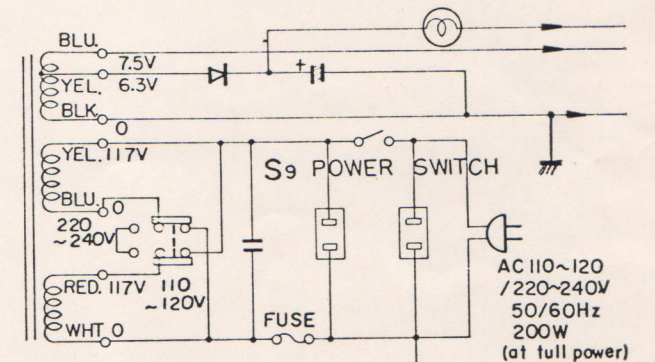 BLU.
7.5V
YEL. 6.3V
+
BLK. 0
YEL. 117V
S9 POWER SWITCH
BLU. 0
220
~240V
RED. 117V
110
~120V
WHT 0
FUSE
AC 110~120
/220~240V
50/60Hz
200W
(at tull power)